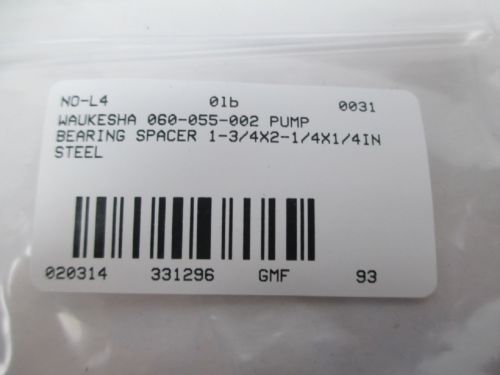 NO-L4 0lb 0031
WAUKESHA 060-055-002 PUMP
BEARING SPACER 1-3/4X2-1/4X1/4IN
STEEL
020314 331296 GMF 93